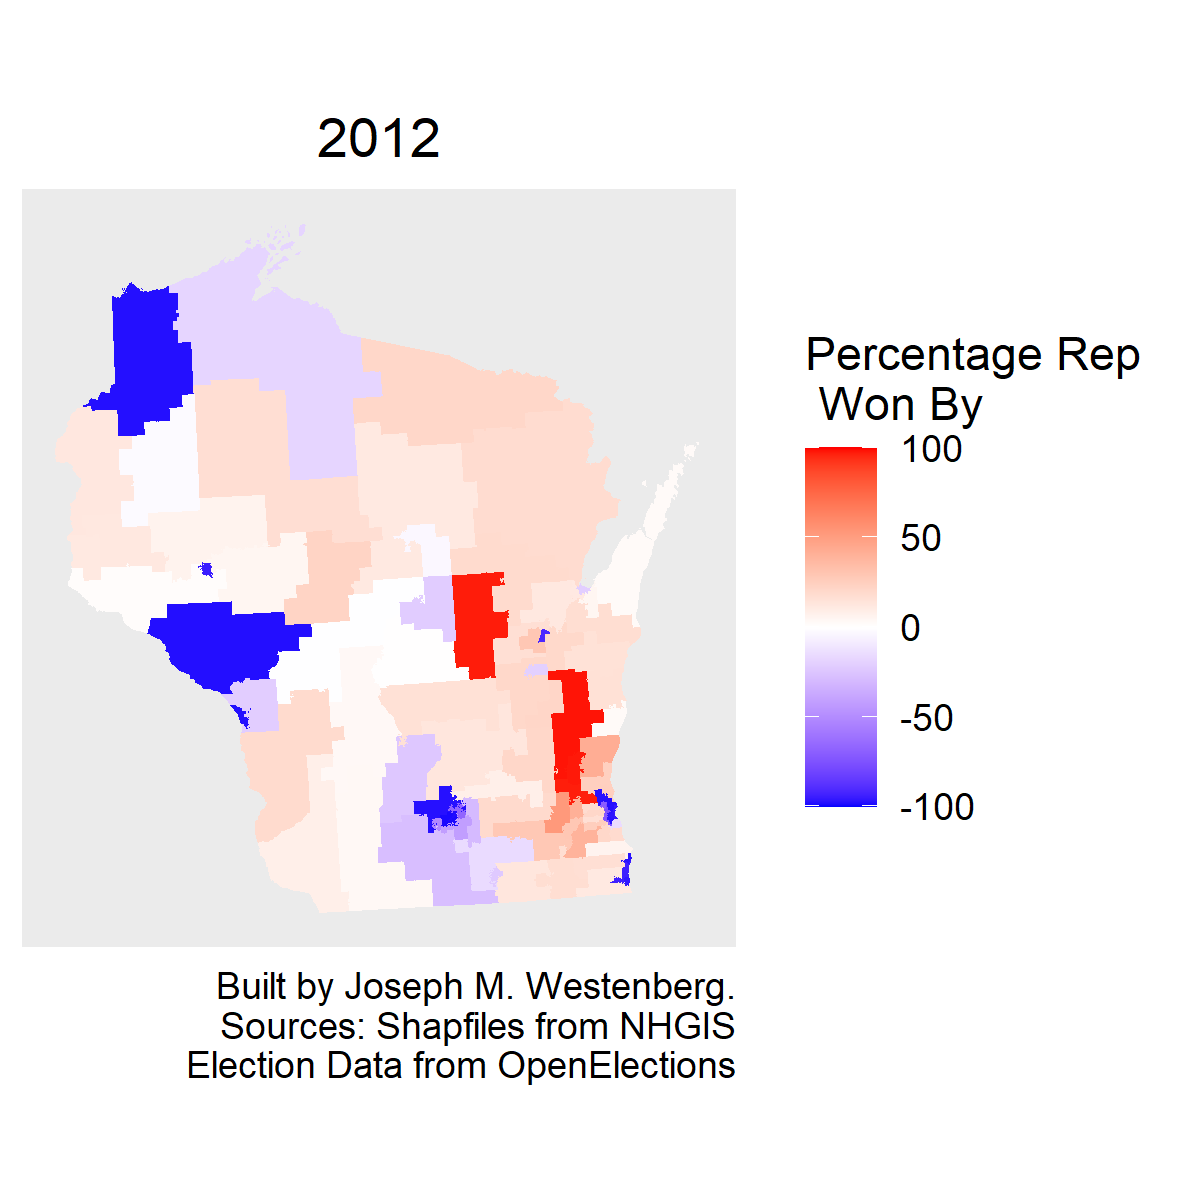 2012
Percentage Rep
Won By
100
50
0
-50
-100
Built by Joseph M. Westenberg.
Sources: Shapfiles from NHGIS
Election Data from OpenElections